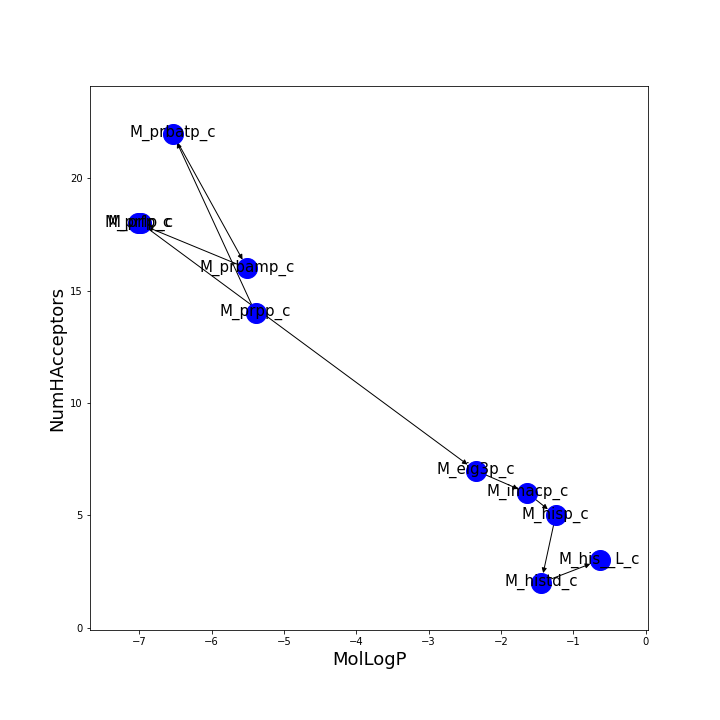 M_prbatp_c
20
M_prbamp_c
M_prpp_c
15
NumHAcceptors
10
M_eig3p_c
M_imacp_c
M_hisp_c
5
M_his__L_c
M_histd_c
0
−7 −6 −5 −4 −3 −2 −1 0
MolLogP